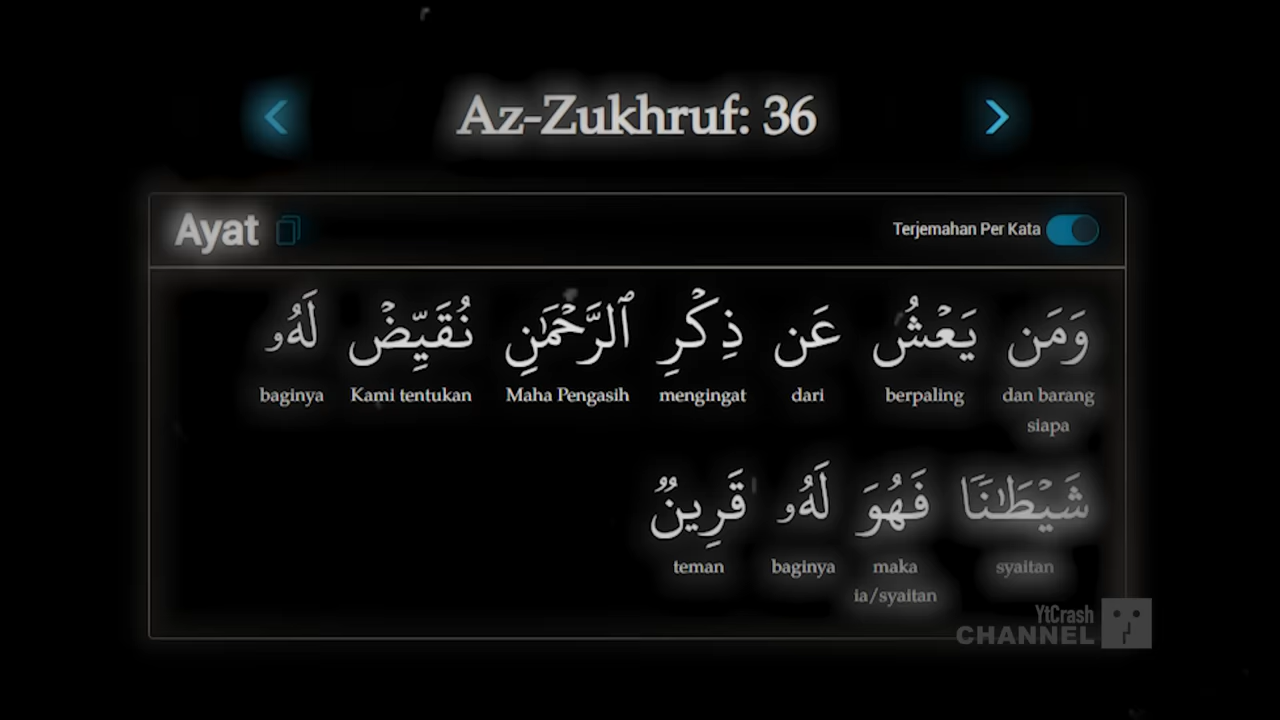 Az-Zukhruf: 36
Ayat
Terjemahan Per Kata
وَمَن يَعْشُ عَن ذِكْرِ ٱلرَّحْمَٰنِ نُقَيِّضْ لَهُۥ
dan barang siapa berpaling dari mengingat Maha Pengasih Kami tentukan baginya
شَيْطَٰنًا فَهُوَ لَهُۥ قَرِينٌ
syaitan maka ia/syaitan baginya teman
YtCrash
CHANNEL